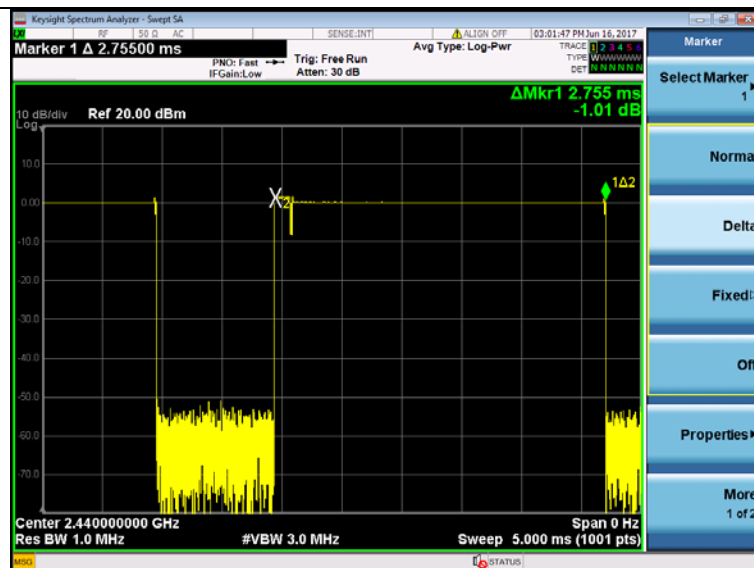 Keysight Spectrum Analyzer - Swept SA
RF 50 Ω AC SENSE:INT ALIGN OFF 03:01:47 PM Jun 16, 2017
Marker 1 Δ 2.75500 ms
PNO: Fast Trig: Free Run
IFGain:Low Atten: 30 dB
Avg Type: Log-Pwr
TRACE 1 2 3 4 5 6
TYPE WWWWWW
DET N N N N N N
ΔMkr1 2.755 ms
-1.01 dB
10 dB/div Ref 20.00 dBm
Log
10.0
0.00
-10.0
-20.0
-30.0
-40.0
-50.0
-60.0
-70.0
X2
1Δ2
Center 2.440000000 GHz Span 0 Hz
Res BW 1.0 MHz #VBW 3.0 MHz Sweep 5.000 ms (1001 pts)
MSG STATUS
Marker
Select Marker
1
Norma
Delta
Fixed
Off
Properties
More
1 of 2